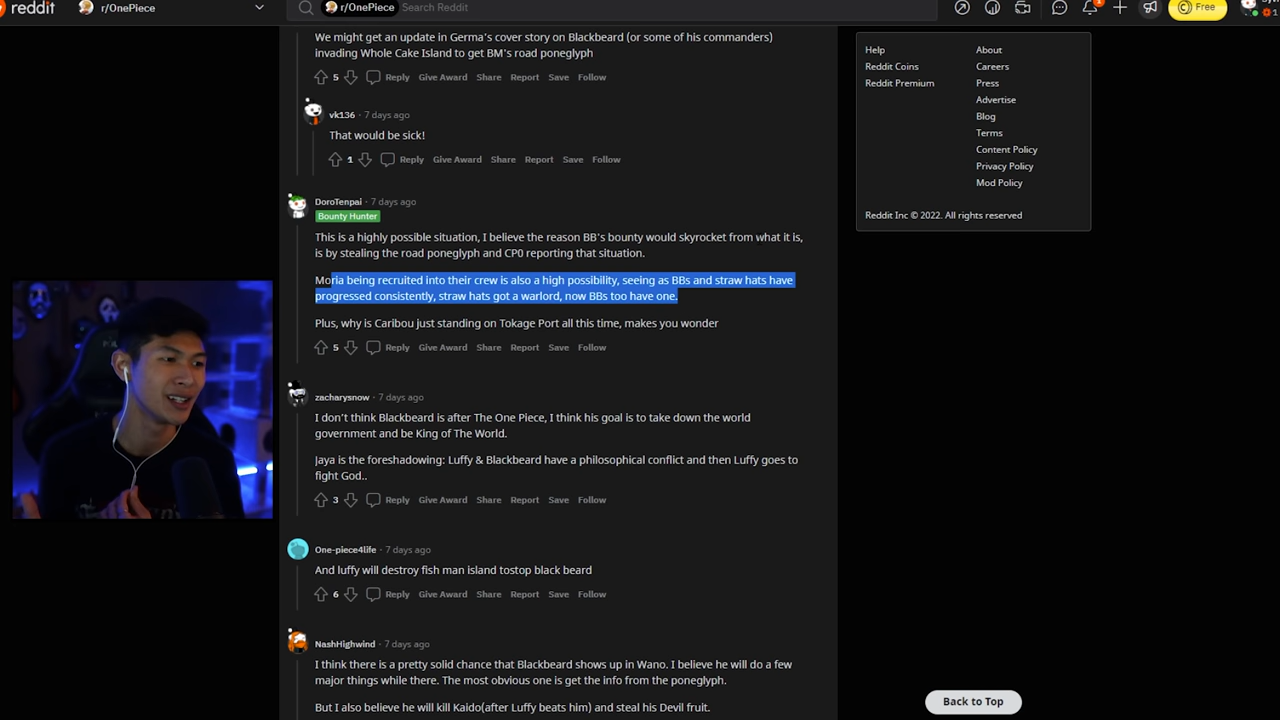 reddit
r/OnePiece
r/OnePiece
Search Reddit
1
Free
We might get an update in Germa's cover story on Blackbeard (or some of his commanders)
invading Whole Cake Island to get BM's road poneglyph
5 Reply Give Award Share Report Save Follow
vk136 · 7 days ago
That would be sick!
1 Reply Give Award Share Report Save Follow
DoroTenpai · 7 days ago
Bounty Hunter
This is a highly possible situation, I believe the reason BB's bounty would skyrocket from what it is,
is by stealing the road poneglyph and CP0 reporting that situation.
Moria being recruited into their crew is also a high possibility, seeing as BBs and straw hats have
progressed consistently, straw hats got a warlord, now BBs too have one.
Plus, why is Caribou just standing on Tokage Port all this time, makes you wonder
5 Reply Give Award Share Report Save Follow
zacharysnow · 7 days ago
I don't think Blackbeard is after The One Piece, I think his goal is to take down the world
government and be King of The World.
Jaya is the foreshadowing: Luffy & Blackbeard have a philosophical conflict and then Luffy goes to
fight God..
3 Reply Give Award Share Report Save Follow
One-piece4life · 7 days ago
And luffy will destroy fish man island tostop black beard
6 Reply Give Award Share Report Save Follow
NashHighwind · 7 days ago
I think there is a pretty solid chance that Blackbeard shows up in Wano. I believe he will do a few
major things while there. The most obvious one is get the info from the poneglyph.
But I also believe he will kill Kaido(after Luffy beats him) and steal his Devil fruit.
Help About
Reddit Coins Careers
Reddit Premium Press
Advertise
Blog
Terms
Content Policy
Privacy Policy
Mod Policy
Reddit Inc © 2022. All rights reserved
Back to Top